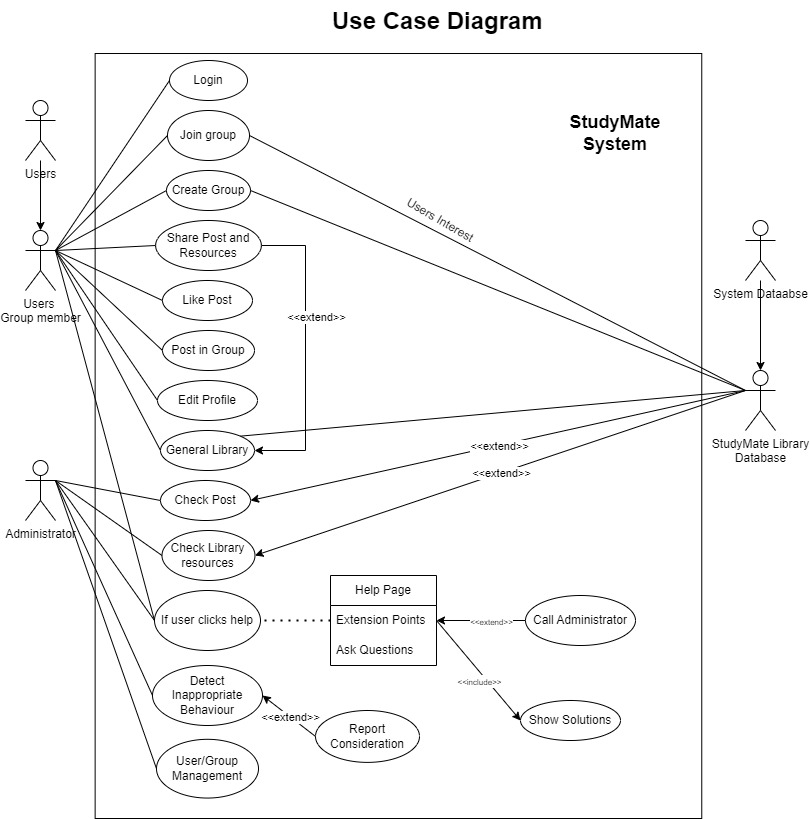 Use Case Diagram
StudyMate
System
Login
Join group
Create Group
Share Post and
Resources
Like Post
Post in Group
Edit Profile
General Library
Check Post
Check Library
resources
If user clicks help
Detect
Inappropriate
Behaviour
User/Group
Management
Users
Users
Group member
Administrator
Users Interest
<<extend>>
<<extend>>
<<extend>>
System Dataabse
StudyMate Library
Database
Help Page
Extension Points
Ask Questions
<<extend>>
Call Administrator
<<include>>
Show Solutions
<<extend>>
Report
Consideration